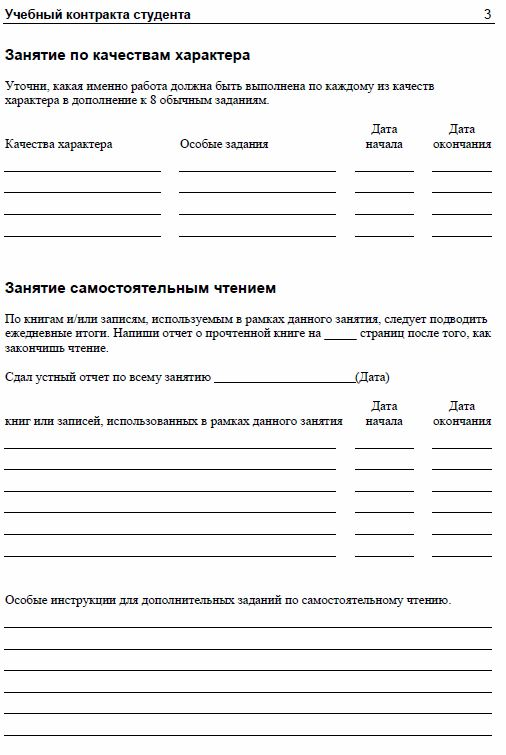 Учебный контракта студента 3
Занятие по качествам характера
Уточни, какая именно работа должна быть выполнена по каждому из качеств
характера в дополнение к 8 обычным заданиям.
Дата Дата
Качества характера Особые задания начала окончания
Занятие самостоятельным чтением
По книгам и/или записям, используемым в рамках данного занятия, следует подводить
ежедневные итоги. Напиши отчет о прочтенной книге на _____ страниц после того, как
закончишь чтение.
Сдал устный отчет по всему занятию _______________________(Дата)
Дата Дата
книг или записей, использованных в рамках данного занятия начала окончания
Особые инструкции для дополнительных заданий по самостоятельному чтению.